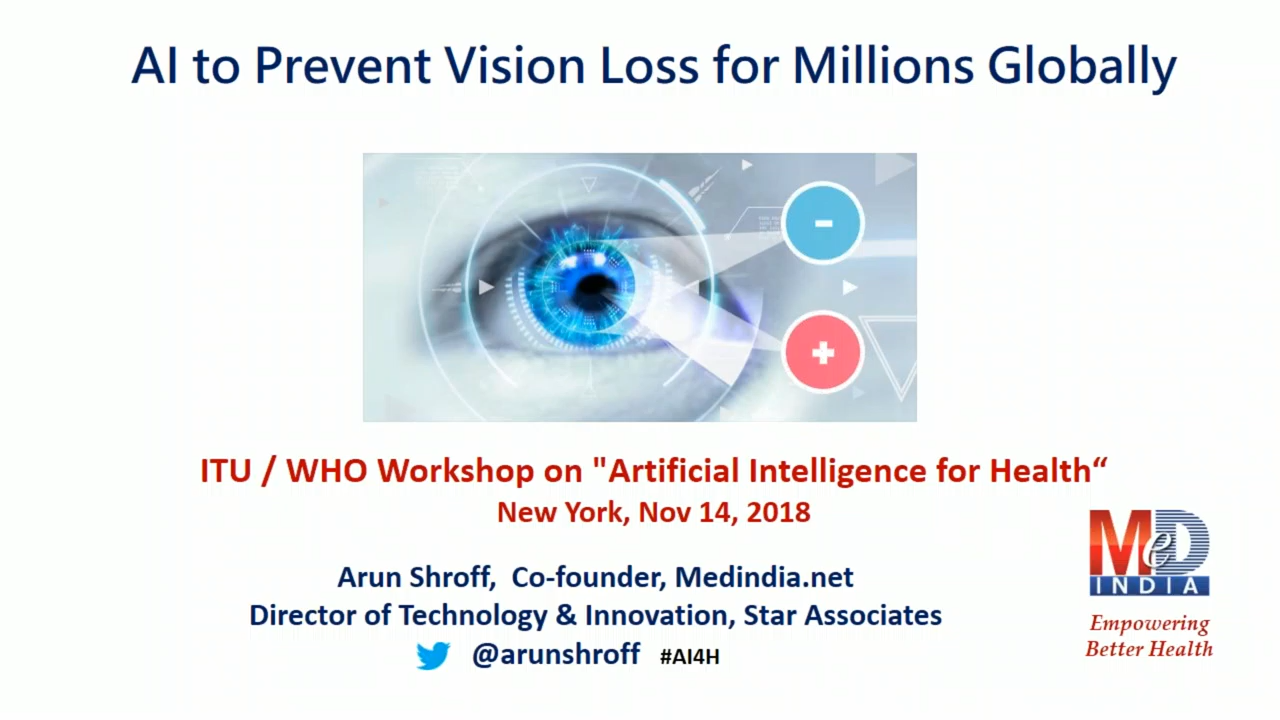 AI to Prevent Vision Loss for Millions Globally
-
+
ITU / WHO Workshop on "Artificial Intelligence for Health“
New York, Nov 14, 2018
Arun Shroff, Co-founder, Medindia.net
Director of Technology & Innovation, Star Associates
@arunshroff #AI4H
MeD
INDIA
Empowering
Better Health